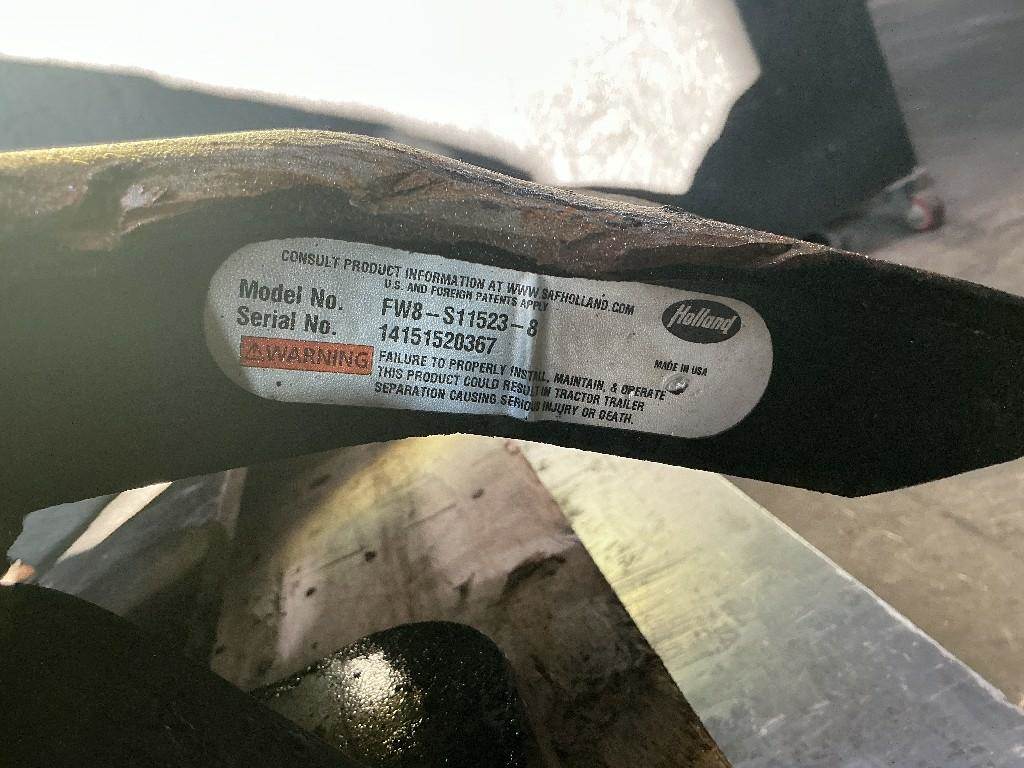 CONSULT PRODUCT INFORMATION AT WWW.SAFHOLLAND.COM
U.S. AND FOREIGN PATENTS APPLY
Holland
Model No. FW8-S11523-8
Serial No. 14151520367
MADE IN USA
⚠WARNING
FAILURE TO PROPERLY INSTALL, MAINTAIN, & OPERATE
THIS PRODUCT COULD RESULT IN TRACTOR TRAILER
SEPARATION CAUSING SERIOUS INJURY OR DEATH.